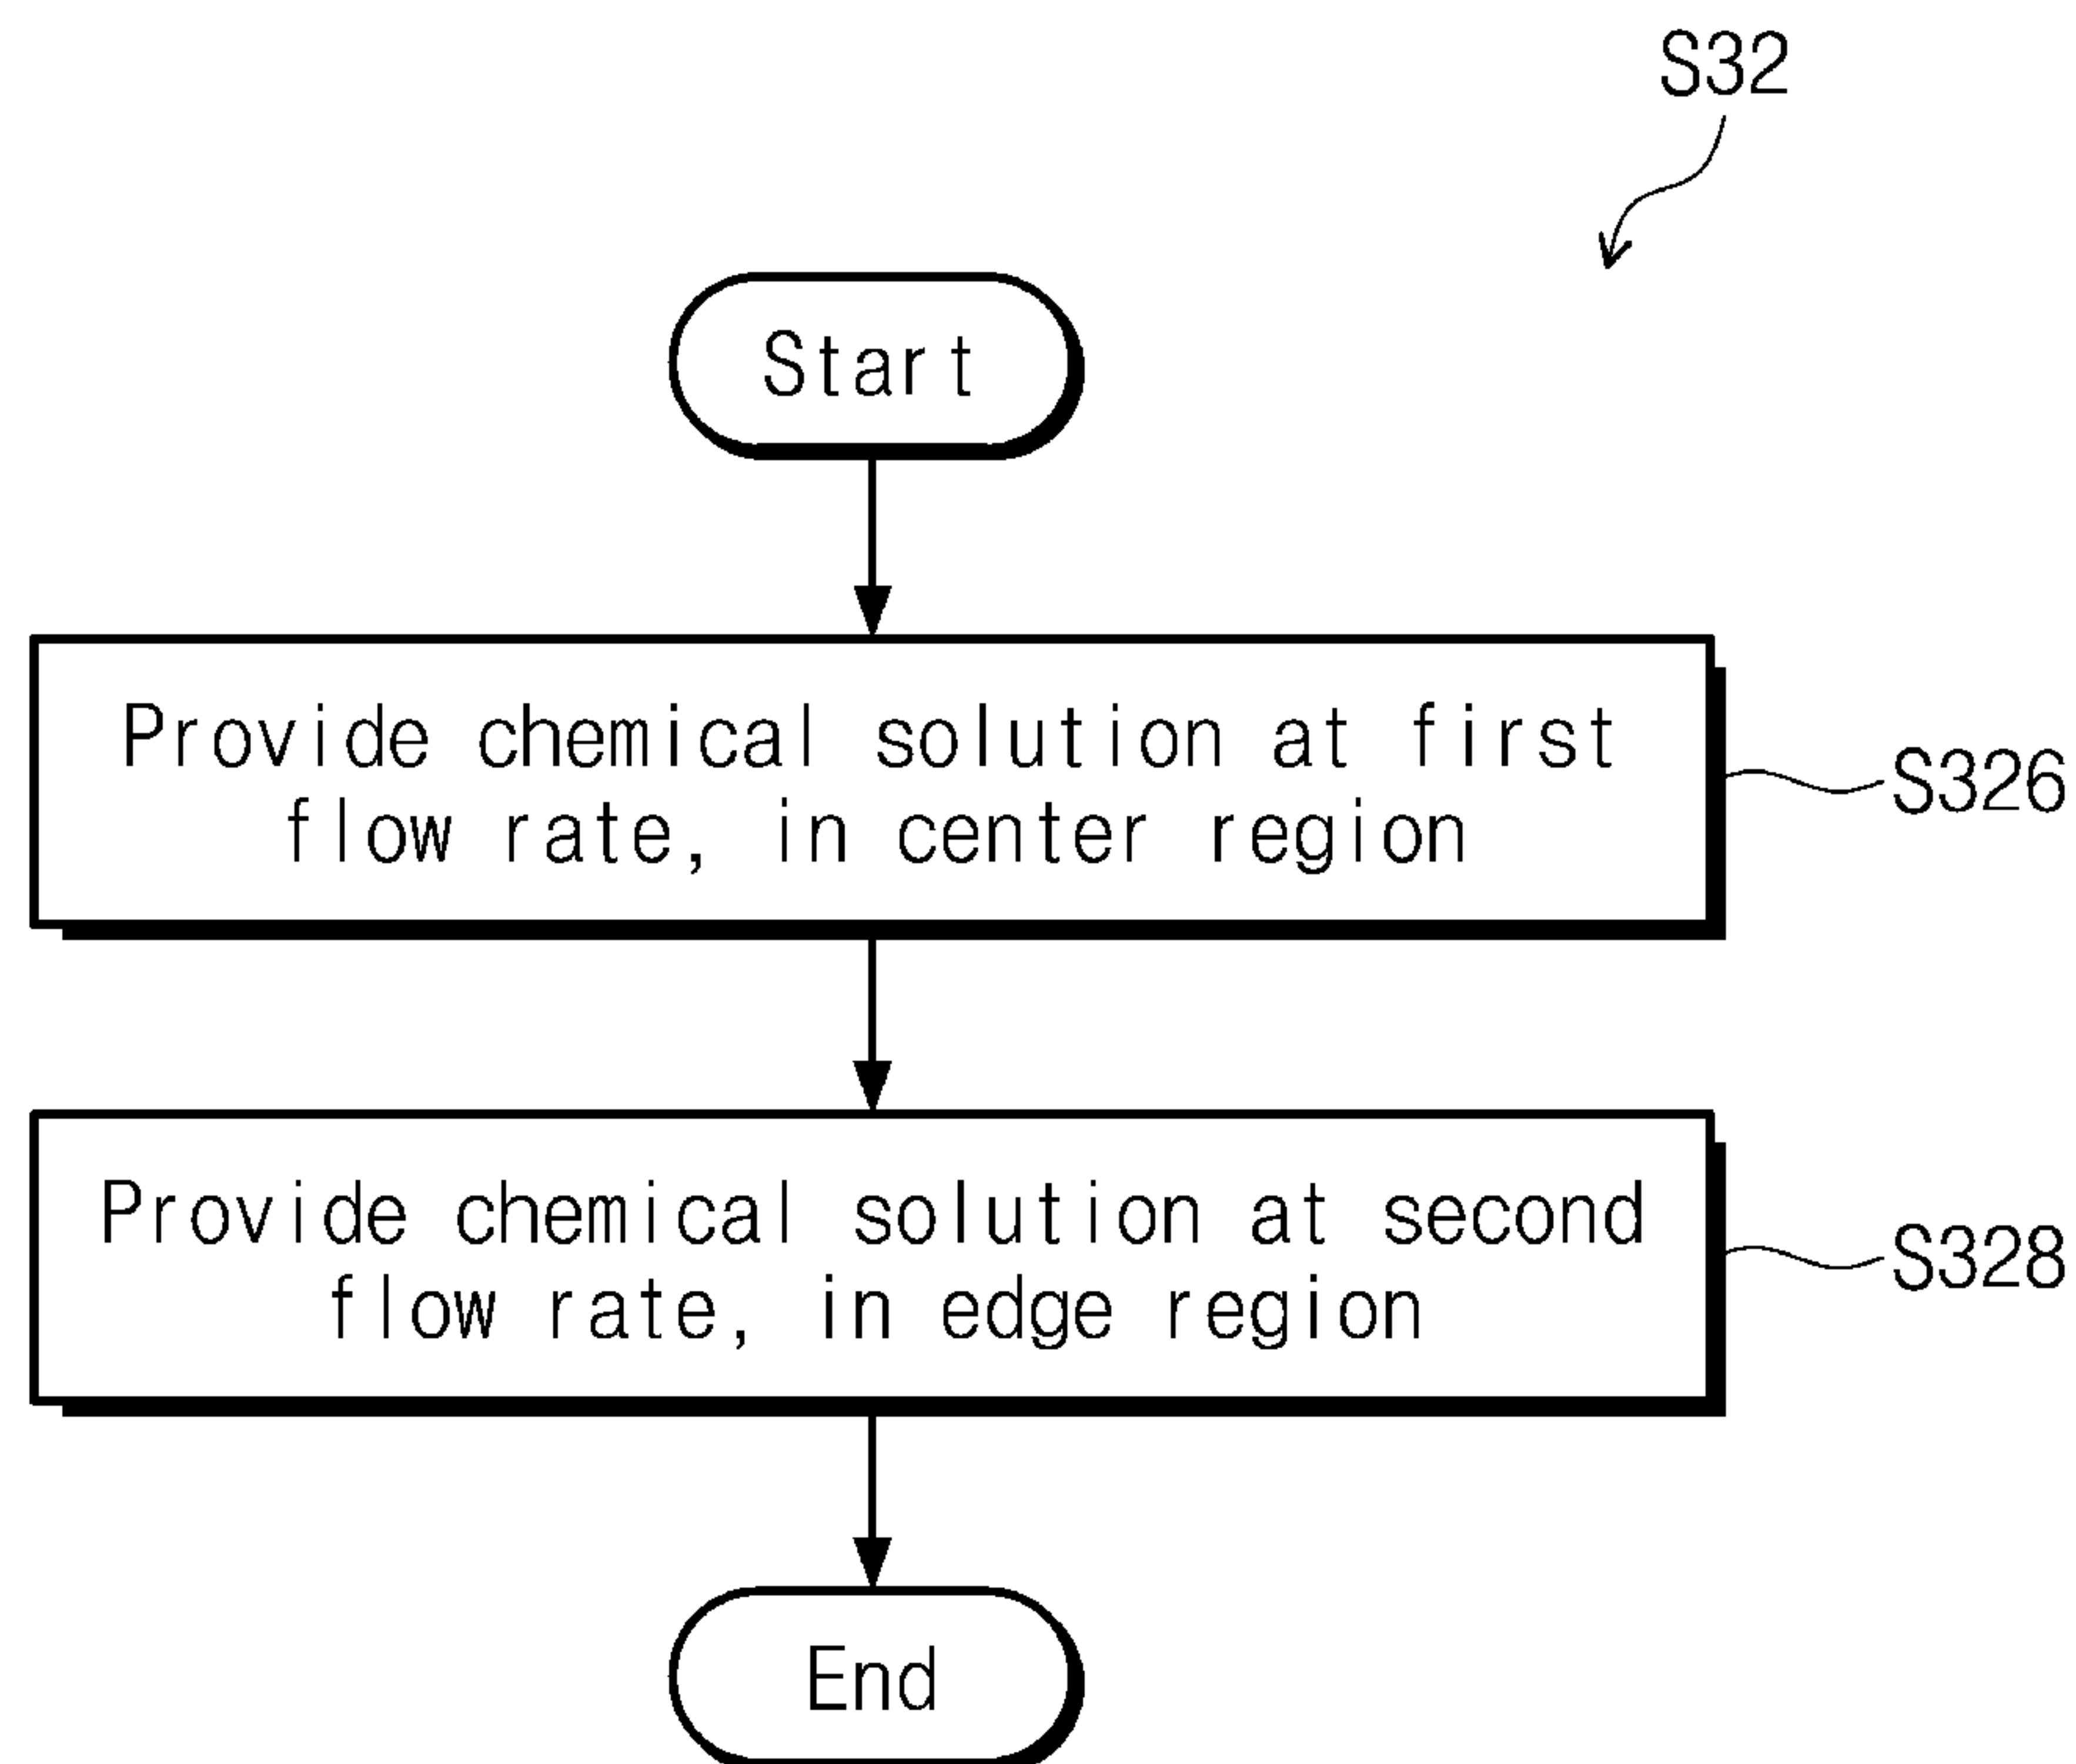 S32
Start
Provide chemical solution at first
flow rate, in center region
S326
Provide chemical solution at second
flow rate, in edge region
S328
End